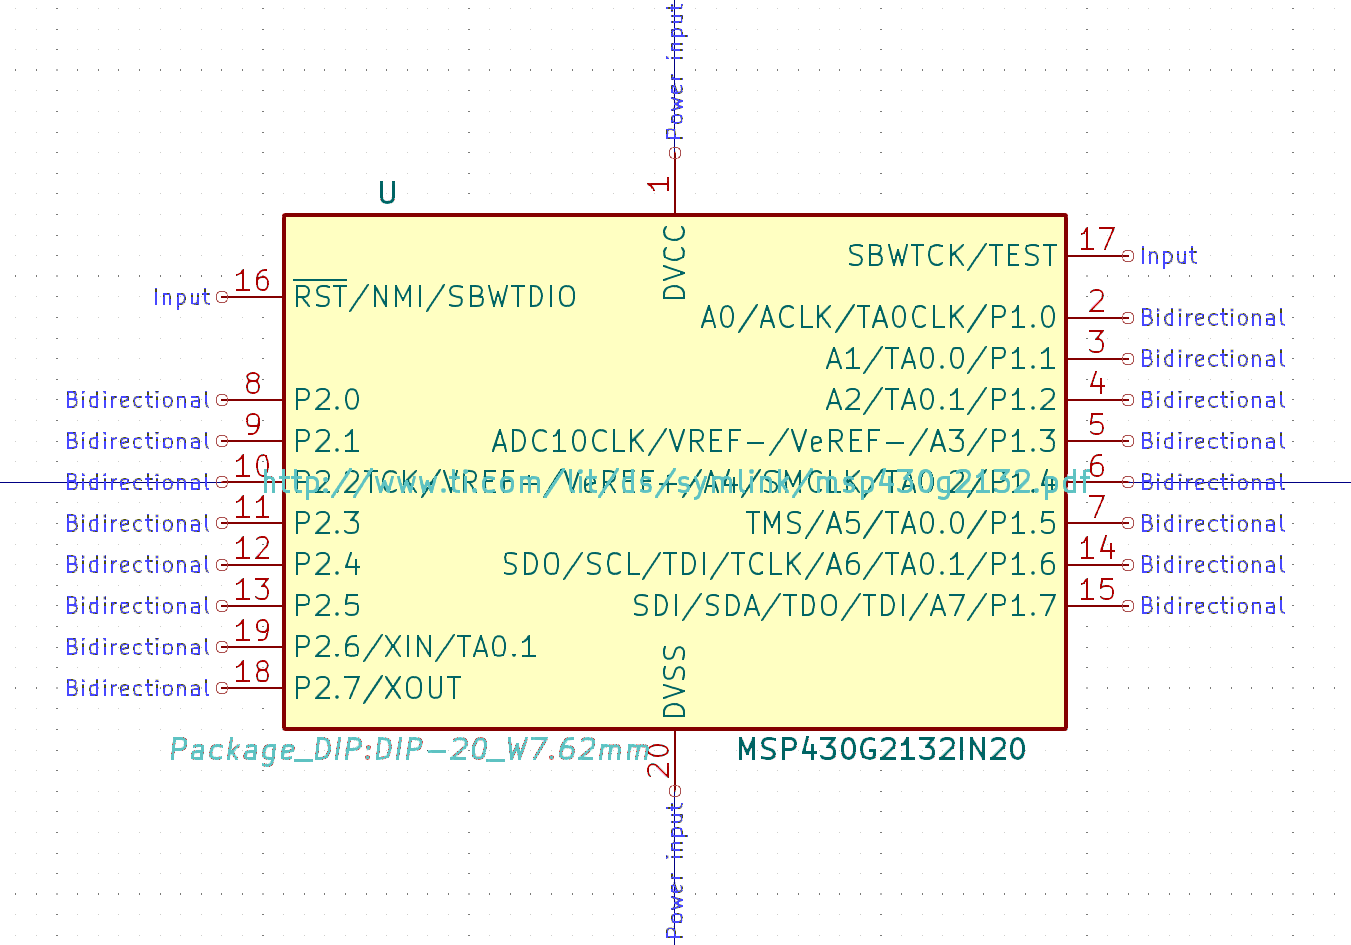 Power input
1
U
DVCC
17
SBWTCK/TEST
Input
16
Input
RST/NMI/SBWTDIO
2
A0/ACLK/TA0CLK/P1.0
Bidirectional
3
A1/TA0.0/P1.1
Bidirectional
8
Bidirectional
P2.0
4
A2/TA0.1/P1.2
Bidirectional
9
Bidirectional
P2.1
5
ADC10CLK/VREF-/VeREF-/A3/P1.3
Bidirectional
10
Bidirectional
P2.2
http://www.ti.com/lit/ds/symlink/msp430g2132.pdf
6
TCK/VREF+/VeREF+/A4/SMCLK/TA0.2/P1.4
Bidirectional
11
Bidirectional
P2.3
7
TMS/A5/TA0.0/P1.5
Bidirectional
12
Bidirectional
P2.4
14
SDO/SCL/TDI/TCLK/A6/TA0.1/P1.6
Bidirectional
13
Bidirectional
P2.5
15
SDI/SDA/TDO/TDI/A7/P1.7
Bidirectional
19
Bidirectional
P2.6/XIN/TA0.1
18
Bidirectional
P2.7/XOUT
DVSS
Package_DIP:DIP-20_W7.62mm
20
MSP430G2132IN20
Power input